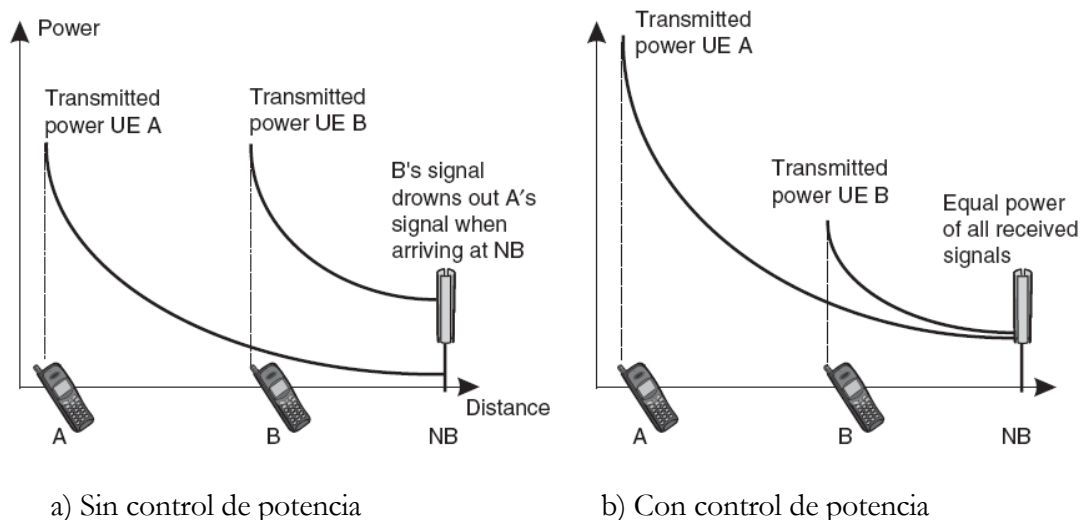 Power
Transmitted
power UE A
Transmitted
power UE B
B's signal
drowns out A's
signal when
arriving at NB
A
B
NB
Distance
a) Sin control de potencia
Transmitted
power UE A
Transmitted
power UE B
Equal power
of all received
signals
A
B
NB
b) Con control de potencia